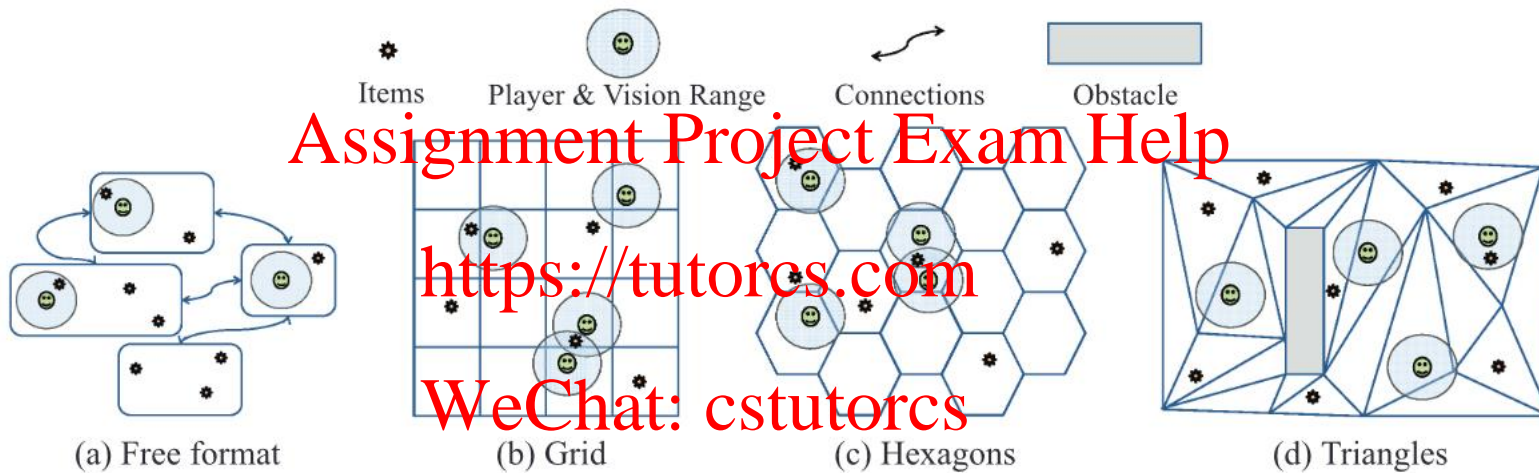 Items Player & Vision Range Connections Obstacle
Assignment Project Exam Help
https://tutorcs.com
WeChat: cstutorcs
(a) Free format (b) Grid (c) Hexagons (d) Triangles